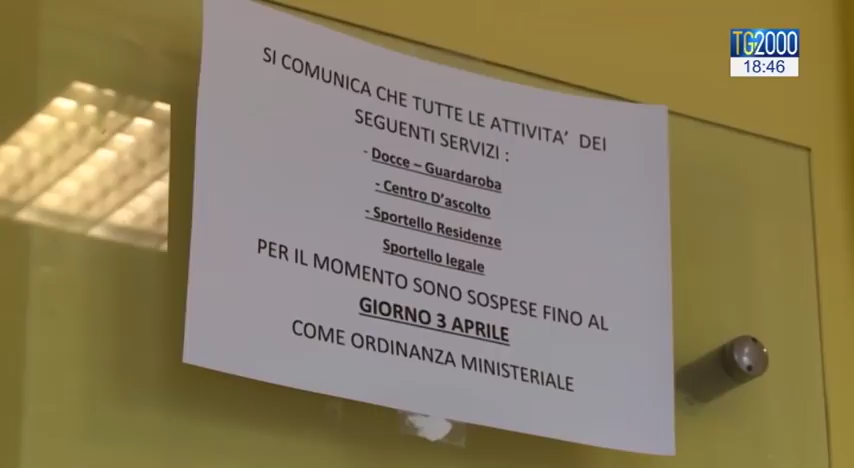 TG2000
18:46
SI COMUNICA CHE TUTTE LE ATTIVITA' DEI
SEGUENTI SERVIZI :
- Docce – Guardaroba
- Centro D'ascolto
- Sportello Residenze
Sportello legale
PER IL MOMENTO SONO SOSPESE FINO AL
GIORNO 3 APRILE
COME ORDINANZA MINISTERIALE